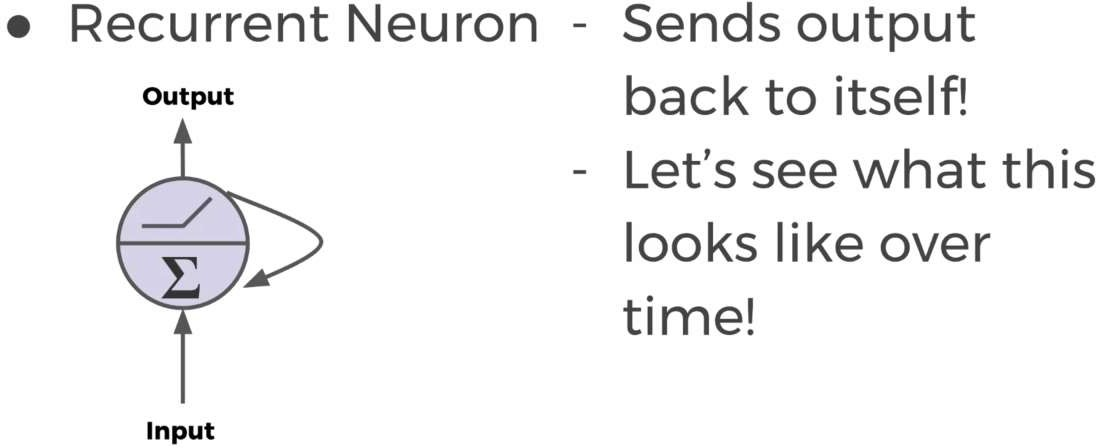 ● Recurrent Neuron
- Sends output
back to itself!
- Let’s see what this
looks like over
time!
Output
Σ
Input